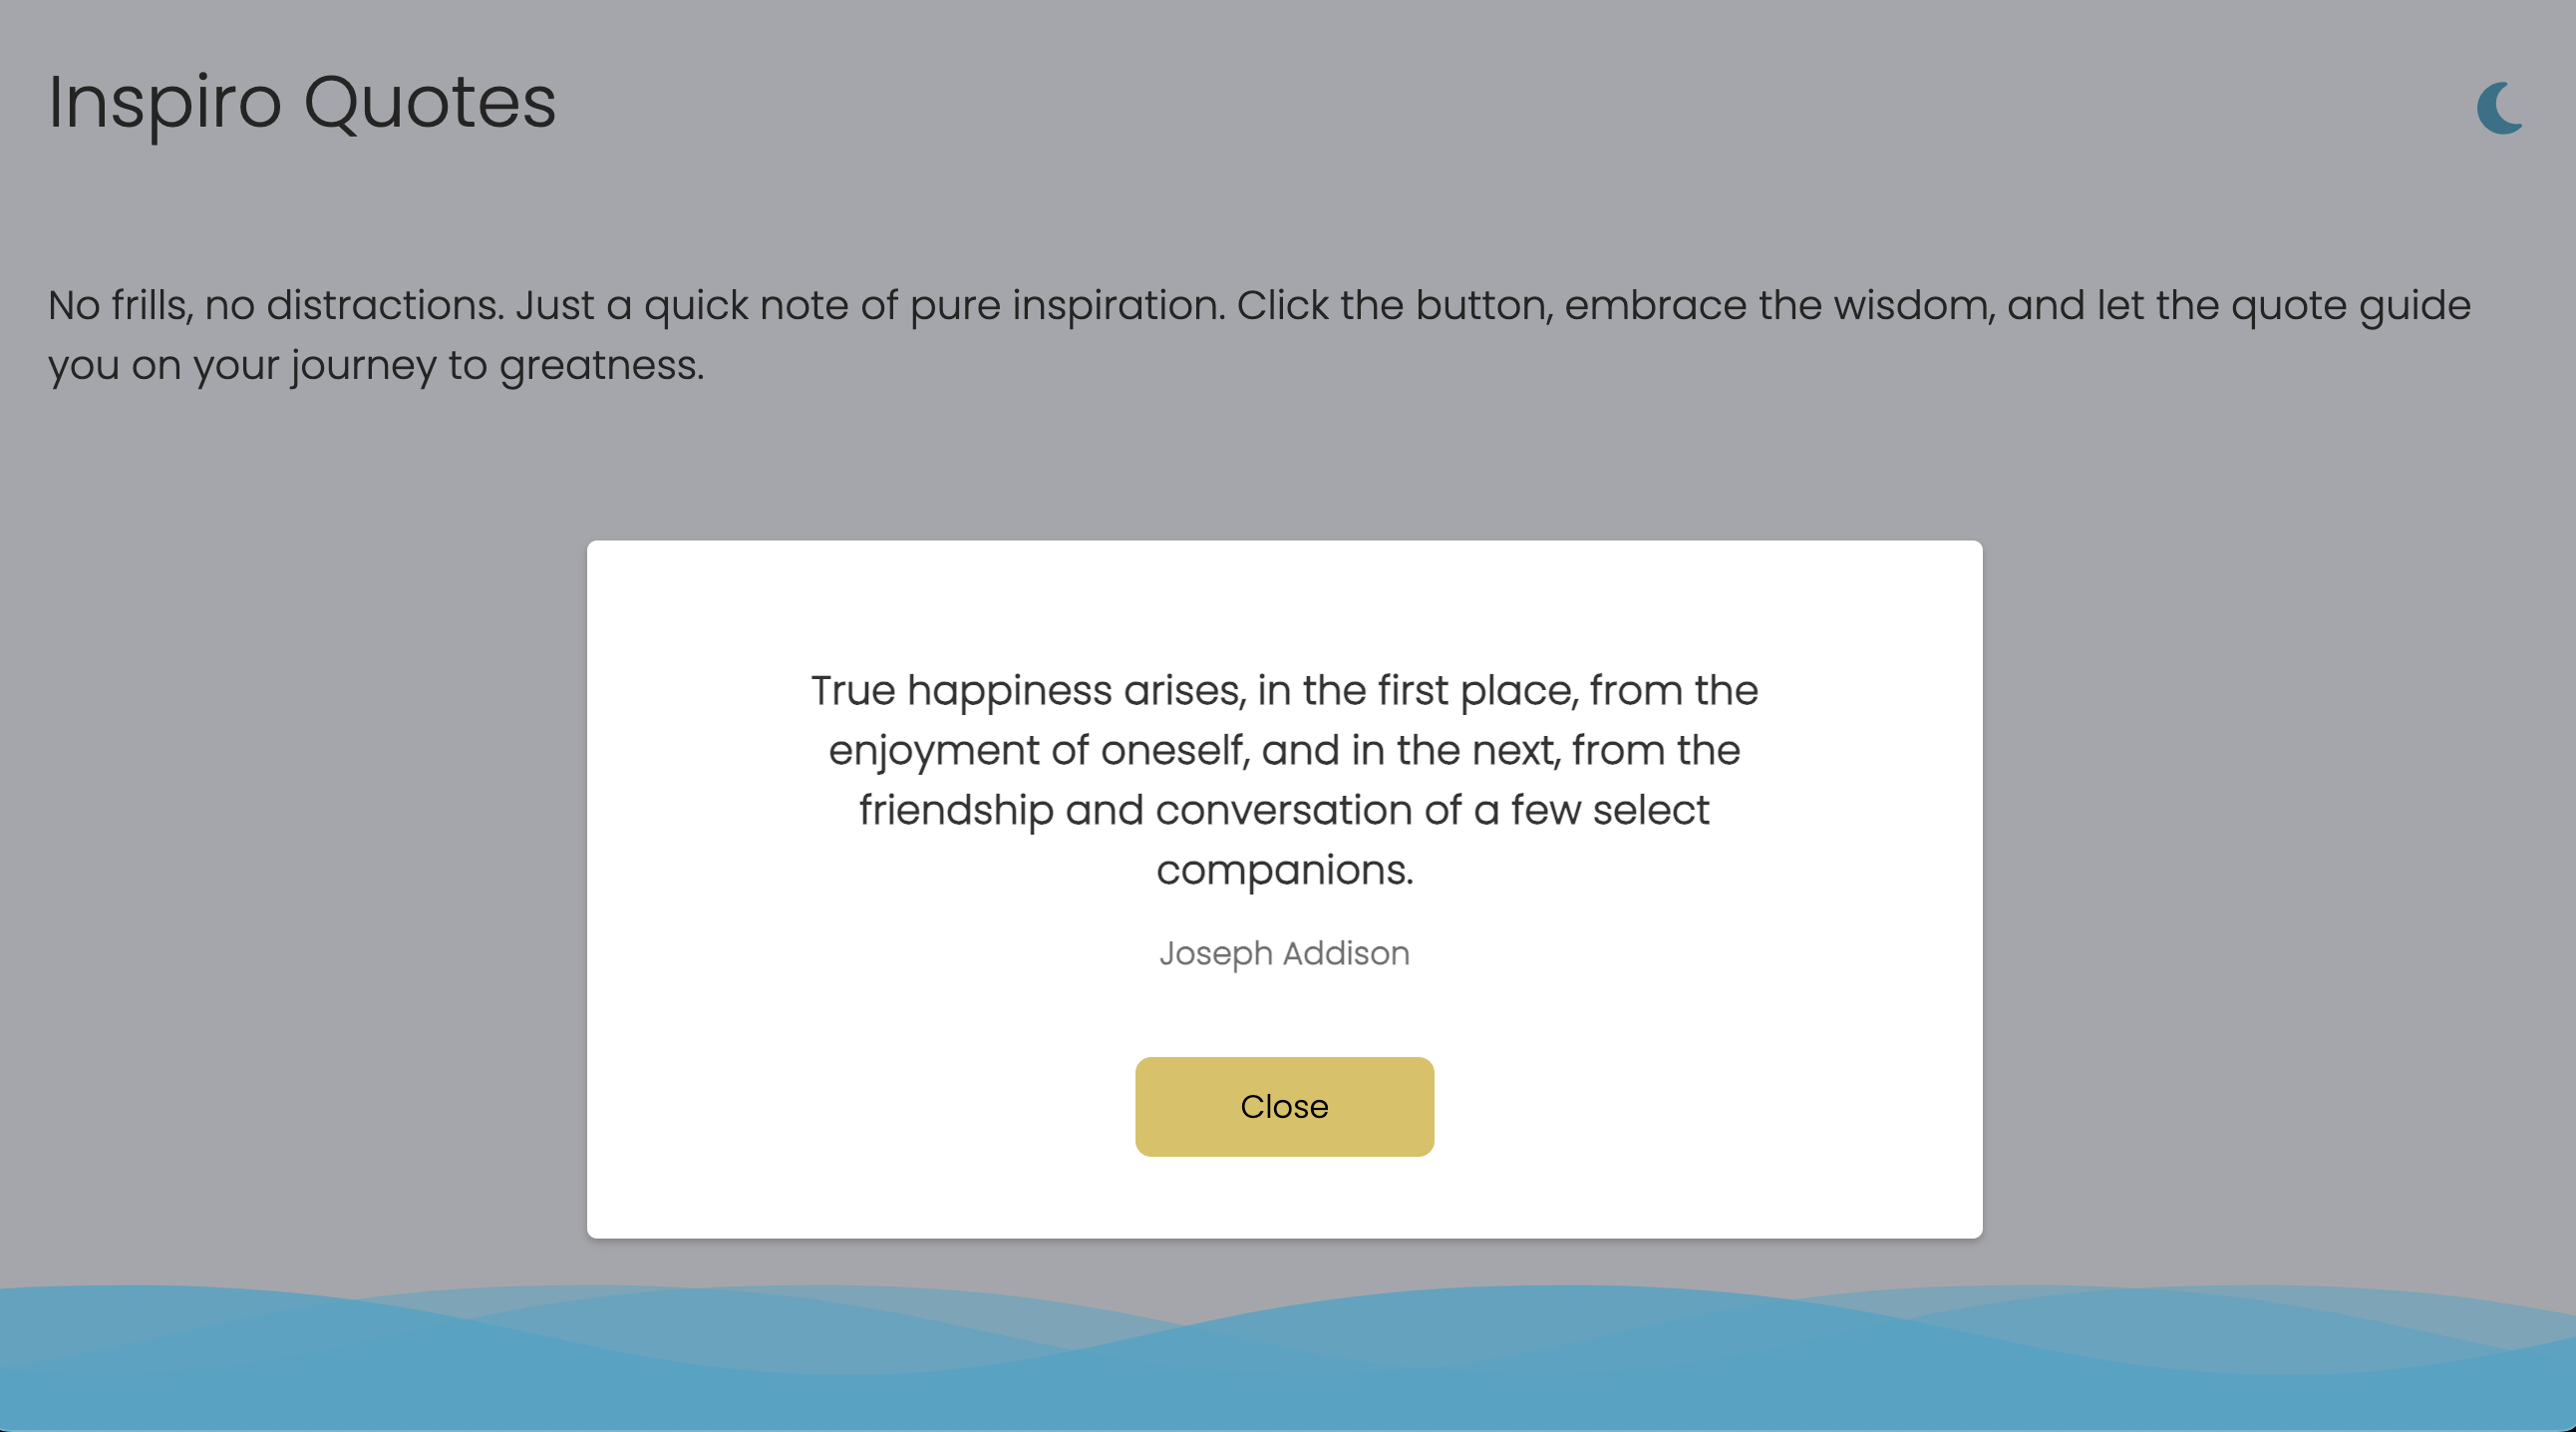 Inspiro Quotes
No frills, no distractions. Just a quick note of pure inspiration. Click the button, embrace the wisdom, and let the quote guide
you on your journey to greatness.
True happiness arises, in the first place, from the
enjoyment of oneself, and in the next, from the
friendship and conversation of a few select
companions.
Joseph Addison
Close